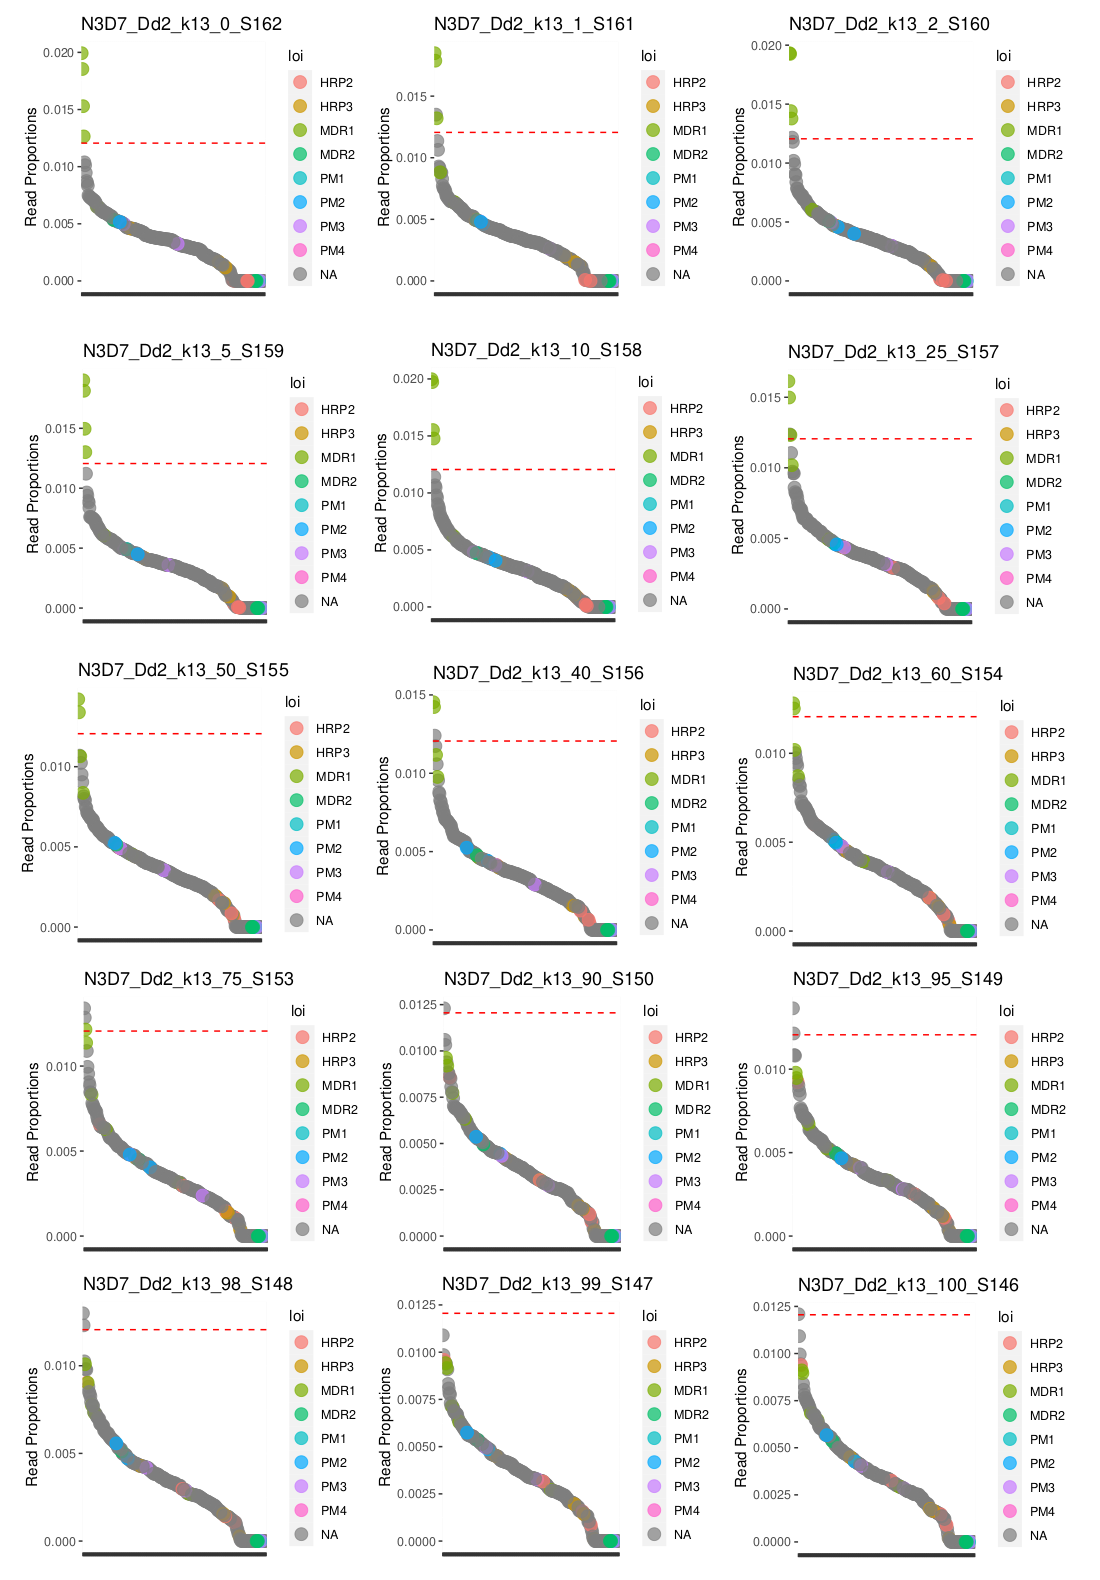 N3D7_Dd2_k13_0_S162
Read Proportions
0.020
0.015
0.010
0.005
0.000
loi
HRP2
HRP3
MDR1
MDR2
PM1
PM2
PM3
PM4
NA
N3D7_Dd2_k13_1_S161
Read Proportions
0.015
0.010
0.005
0.000
loi
HRP2
HRP3
MDR1
MDR2
PM1
PM2
PM3
PM4
NA
N3D7_Dd2_k13_2_S160
Read Proportions
0.020
0.015
0.010
0.005
0.000
loi
HRP2
HRP3
MDR1
MDR2
PM1
PM2
PM3
PM4
NA
N3D7_Dd2_k13_5_S159
Read Proportions
0.015
0.010
0.005
0.000
loi
HRP2
HRP3
MDR1
MDR2
PM1
PM2
PM3
PM4
NA
N3D7_Dd2_k13_10_S158
Read Proportions
0.020
0.015
0.010
0.005
0.000
loi
HRP2
HRP3
MDR1
MDR2
PM1
PM2
PM3
PM4
NA
N3D7_Dd2_k13_25_S157
Read Proportions
0.015
0.010
0.005
0.000
loi
HRP2
HRP3
MDR1
MDR2
PM1
PM2
PM3
PM4
NA
N3D7_Dd2_k13_50_S155
Read Proportions
0.010
0.005
0.000
loi
HRP2
HRP3
MDR1
MDR2
PM1
PM2
PM3
PM4
NA
N3D7_Dd2_k13_40_S156
Read Proportions
0.015
0.010
0.005
0.000
loi
HRP2
HRP3
MDR1
MDR2
PM1
PM2
PM3
PM4
NA
N3D7_Dd2_k13_60_S154
Read Proportions
0.010
0.005
0.000
loi
HRP2
HRP3
MDR1
MDR2
PM1
PM2
PM3
PM4
NA
N3D7_Dd2_k13_75_S153
Read Proportions
0.010
0.005
0.000
loi
HRP2
HRP3
MDR1
MDR2
PM1
PM2
PM3
PM4
NA
N3D7_Dd2_k13_90_S150
Read Proportions
0.0125
0.0100
0.0075
0.0050
0.0025
0.0000
loi
HRP2
HRP3
MDR1
MDR2
PM1
PM2
PM3
PM4
NA
N3D7_Dd2_k13_95_S149
Read Proportions
0.010
0.005
0.000
loi
HRP2
HRP3
MDR1
MDR2
PM1
PM2
PM3
PM4
NA
N3D7_Dd2_k13_98_S148
Read Proportions
0.010
0.005
0.000
loi
HRP2
HRP3
MDR1
MDR2
PM1
PM2
PM3
PM4
NA
N3D7_Dd2_k13_99_S147
Read Proportions
0.0125
0.0100
0.0075
0.0050
0.0025
0.0000
loi
HRP2
HRP3
MDR1
MDR2
PM1
PM2
PM3
PM4
NA
N3D7_Dd2_k13_100_S146
Read Proportions
0.0125
0.0100
0.0075
0.0050
0.0025
0.0000
loi
HRP2
HRP3
MDR1
MDR2
PM1
PM2
PM3
PM4
NA